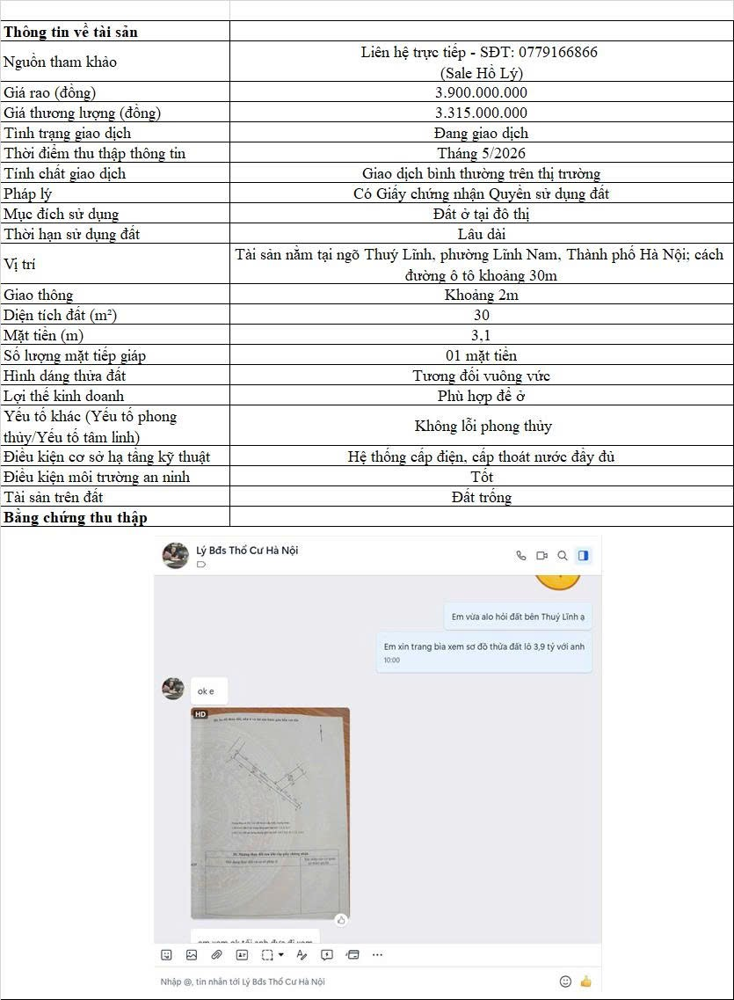 Thông tin về tài sản
Nguồn tham khảo
Liên hệ trực tiếp - SĐT: 0779166866
(Sale Hồ Lý)
Giá rao (đồng)
3.900.000.000
Giá thương lượng (đồng)
3.315.000.000
Tình trạng giao dịch
Đang giao dịch
Thời điểm thu thập thông tin
Tháng 5/2026
Tính chất giao dịch
Giao dịch bình thường trên thị trường
Pháp lý
Có Giấy chứng nhận Quyền sử dụng đất
Mục đích sử dụng
Đất ở tại đô thị
Thời hạn sử dụng đất
Lâu dài
Vị trí
Tài sản nằm tại ngõ Thuý Lĩnh, phường Lĩnh Nam, Thành phố Hà Nội; cách
đường ô tô khoảng 30m
Giao thông
Khoảng 2m
Diện tích đất (m²)
30
Mặt tiền (m)
3,1
Số lượng mặt tiếp giáp
01 mặt tiền
Hình dáng thửa đất
Tương đối vuông vức
Lợi thế kinh doanh
Phù hợp để ở
Yếu tố khác (Yếu tố phong
thủy/Yếu tố tâm linh)
Không lỗi phong thủy
Điều kiện cơ sở hạ tầng kỹ thuật
Hệ thống cấp điện, cấp thoát nước đầy đủ
Điều kiện môi trường an ninh
Tốt
Tài sản trên đất
Đất trống
Bằng chứng thu thập
Lý Bđs Thổ Cư Hà Nội
Em vừa alo hỏi đất bên Thuý Lĩnh ạ
Em xin trang bìa xem sơ đồ thửa đất lô 3,9 tỷ với anh
10:00
ok e
HD
IV. Những thay đổi sau khi cấp giấy chứng nhận
Nhập @, tin nhắn tới Lý Bđs Thổ Cư Hà Nội